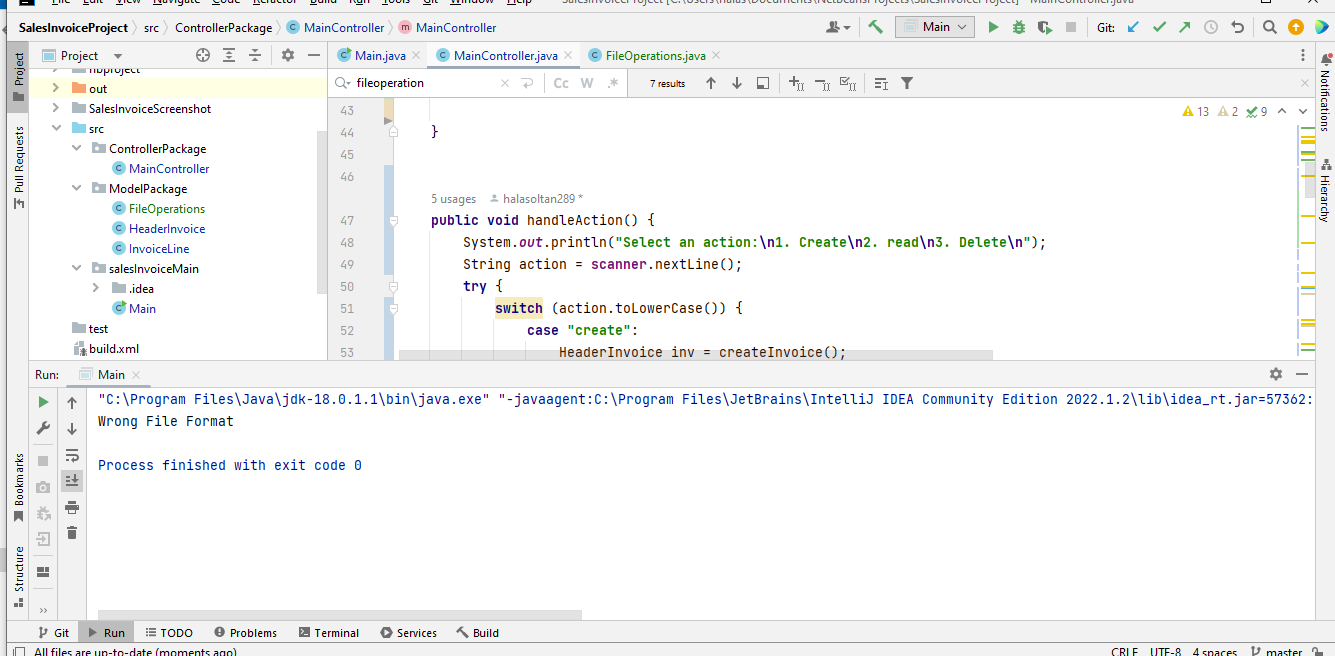 File Edit View Navigate Code Refactor Build Run Tools Git Window Help SalesInvoiceProject [C:\Users\halas\Documents\NetBeansProjects\SalesInvoiceProject] - MainController.java
SalesInvoiceProject src ControllerPackage MainController MainController Main Git:
Project
Main.java MainController.java FileOperations.java
fileoperation Cc W .* 7 results
nbproject
out
SalesInvoiceScreenshot
src
ControllerPackage
MainController
ModelPackage
FileOperations
HeaderInvoice
InvoiceLine
salesInvoiceMain
.idea
Main
test
build.xml
Project
Pull Requests
Bookmarks
Structure
Notifications
Hierarchy
13 2 9
43
44 }
45
46
5 usages halasoltan289 *
47 public void handleAction() {
48 System.out.println("Select an action:\n1. Create\n2. read\n3. Delete\n");
49 String action = scanner.nextLine();
50 try {
51 switch (action.toLowerCase()) {
52 case "create":
53 HeaderInvoice inv = createInvoice();
Run: Main
"C:\Program Files\Java\jdk-18.0.1.1\bin\java.exe" "-javaagent:C:\Program Files\JetBrains\IntelliJ IDEA Community Edition 2022.1.2\lib\idea_rt.jar=57362:
Wrong File Format
Process finished with exit code 0
Git Run TODO Problems Terminal Services Build
All files are up-to-date (moments ago) CRLF UTF-8 4 spaces master